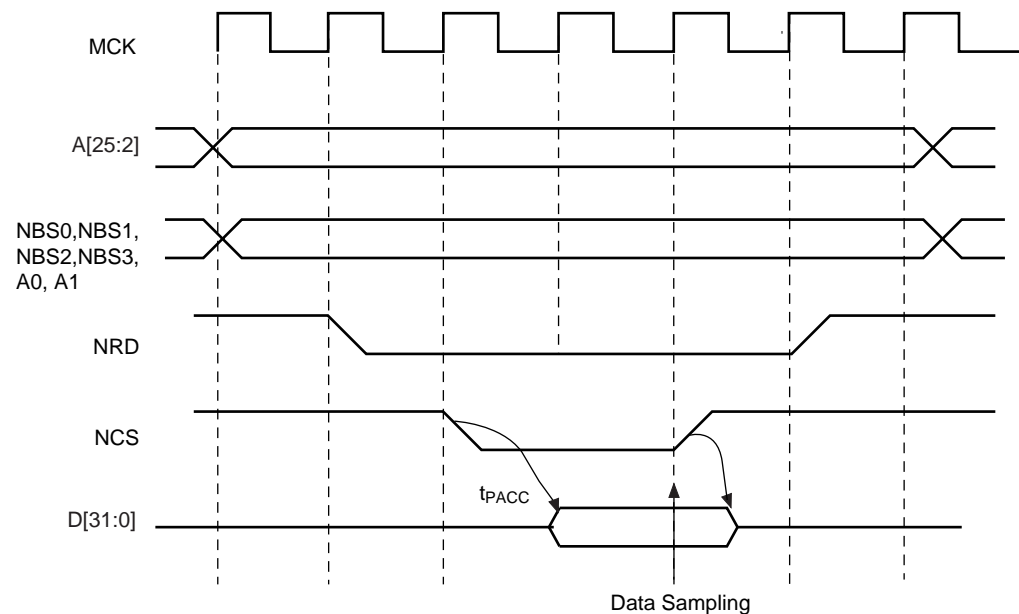 MCK
A[25:2]
NBS0,NBS1,
NBS2,NBS3,
A0, A1
NRD
NCS
tPACC
D[31:0]
Data Sampling